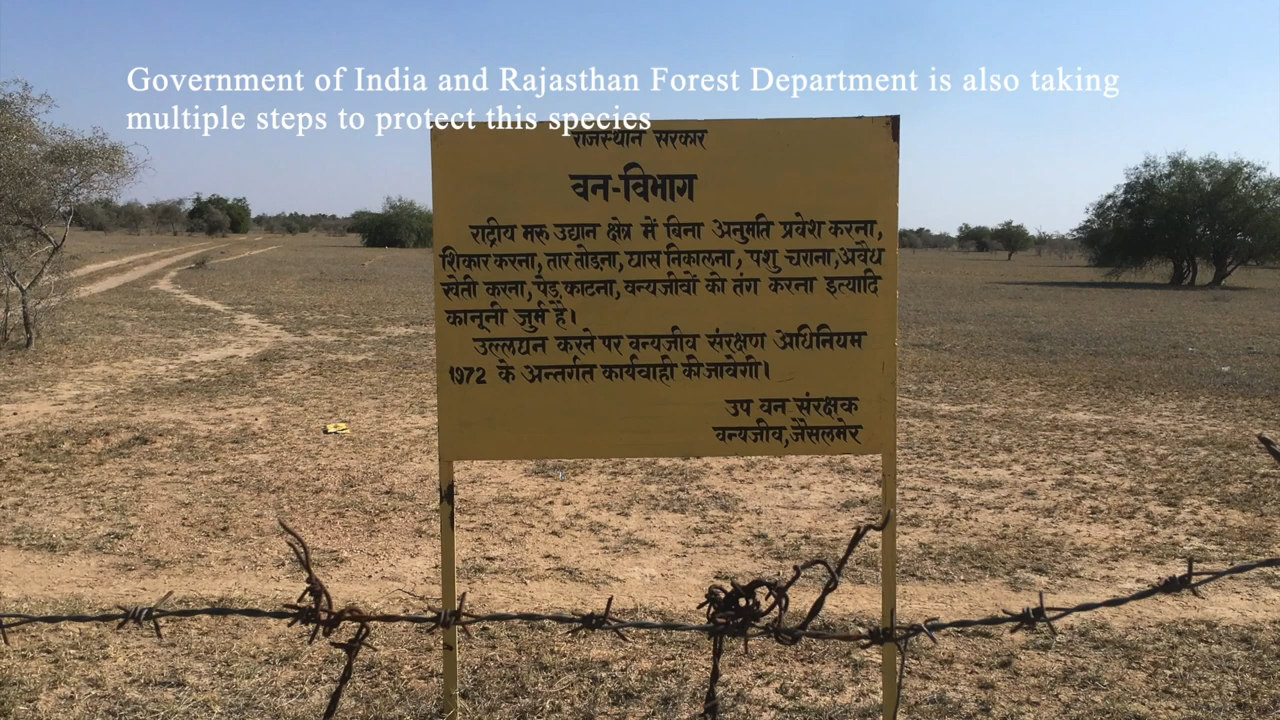 Government of India and Rajasthan Forest Department is also taking
multiple steps to protect this species
राजस्थान सरकार
वन-विभाग
राष्ट्रीय मरू उद्यान क्षेत्र में बिना अनुमति प्रवेश करना,
शिकार करना, तार तोडना, घास निकालना, पशु चराना, अवैध
खेती करना, पेड़ काटना, वन्यजीवों को तंग करना इत्यादि
कानूनी जुर्म है।
उल्लघन करने पर वन्यजीव संरक्षण अधिनियम
1972 के अन्तर्गत कार्यवाही की जावेगी।
उप वन संरक्षक
वन्यजीव, जैसलमेर